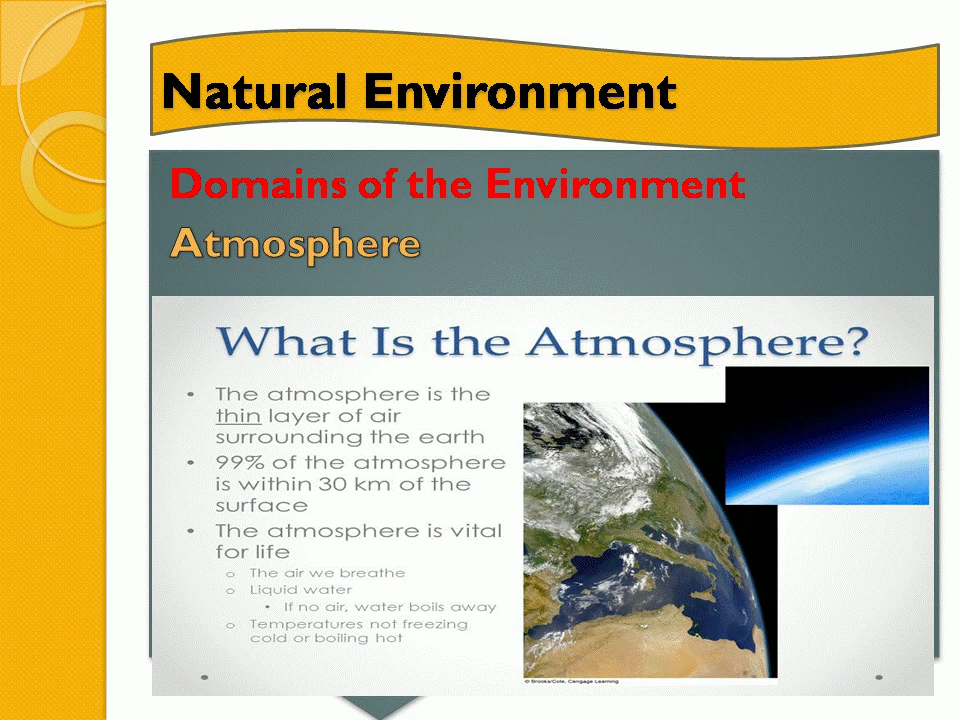 Natural Environment
Domains of the Environment
Atmosphere
What Is the Atmosphere?
• The atmosphere is the
thin layer of air
surrounding the earth
• 99% of the atmosphere
is within 30 km of the
surface
• The atmosphere is vital
for life
o The air we breathe
o Liquid water
• If no air, water boils away
o Temperatures not freezing
cold or boiling hot
© Brooks/Cole, Cengage Learning